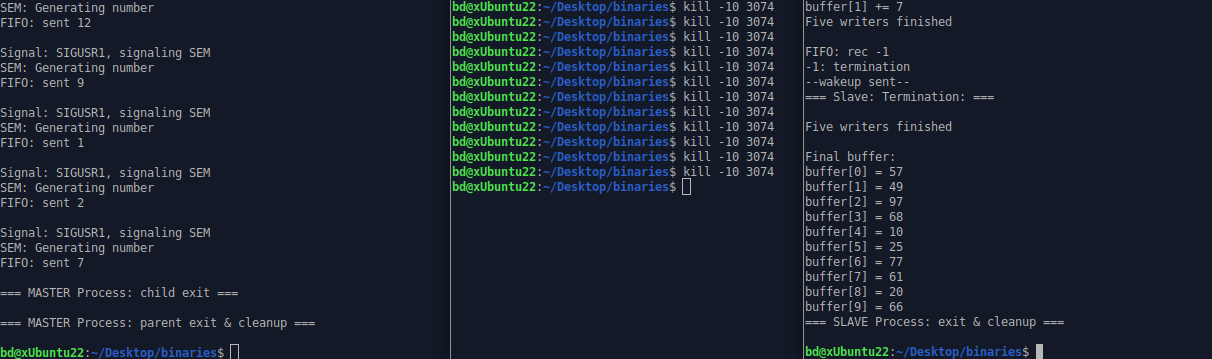 SEM: Generating number
FIFO: sent 12
Signal: SIGUSR1, signaling SEM
SEM: Generating number
FIFO: sent 9
Signal: SIGUSR1, signaling SEM
SEM: Generating number
FIFO: sent 1
Signal: SIGUSR1, signaling SEM
SEM: Generating number
FIFO: sent 2
Signal: SIGUSR1, signaling SEM
SEM: Generating number
FIFO: sent 7
=== MASTER Process: child exit ===
=== MASTER Process: parent exit & cleanup ===
bd@xUbuntu22:~/Desktop/binaries$
bd@xUbuntu22:~/Desktop/binaries$ kill -10 3074
bd@xUbuntu22:~/Desktop/binaries$ kill -10 3074
bd@xUbuntu22:~/Desktop/binaries$ kill -10 3074
bd@xUbuntu22:~/Desktop/binaries$ kill -10 3074
bd@xUbuntu22:~/Desktop/binaries$ kill -10 3074
bd@xUbuntu22:~/Desktop/binaries$ kill -10 3074
bd@xUbuntu22:~/Desktop/binaries$ kill -10 3074
bd@xUbuntu22:~/Desktop/binaries$ kill -10 3074
bd@xUbuntu22:~/Desktop/binaries$ kill -10 3074
bd@xUbuntu22:~/Desktop/binaries$ kill -10 3074
bd@xUbuntu22:~/Desktop/binaries$ kill -10 3074
bd@xUbuntu22:~/Desktop/binaries$ kill -10 3074
bd@xUbuntu22:~/Desktop/binaries$
buffer[1] += 7
Five writers finished
FIFO: rec -1
-1: termination
--wakeup sent--
=== Slave: Termination: ===
Five writers finished
Final buffer:
buffer[0] = 57
buffer[1] = 49
buffer[2] = 97
buffer[3] = 68
buffer[4] = 10
buffer[5] = 25
buffer[6] = 77
buffer[7] = 61
buffer[8] = 20
buffer[9] = 66
=== SLAVE Process: exit & cleanup ===
bd@xUbuntu22:~/Desktop/binaries$